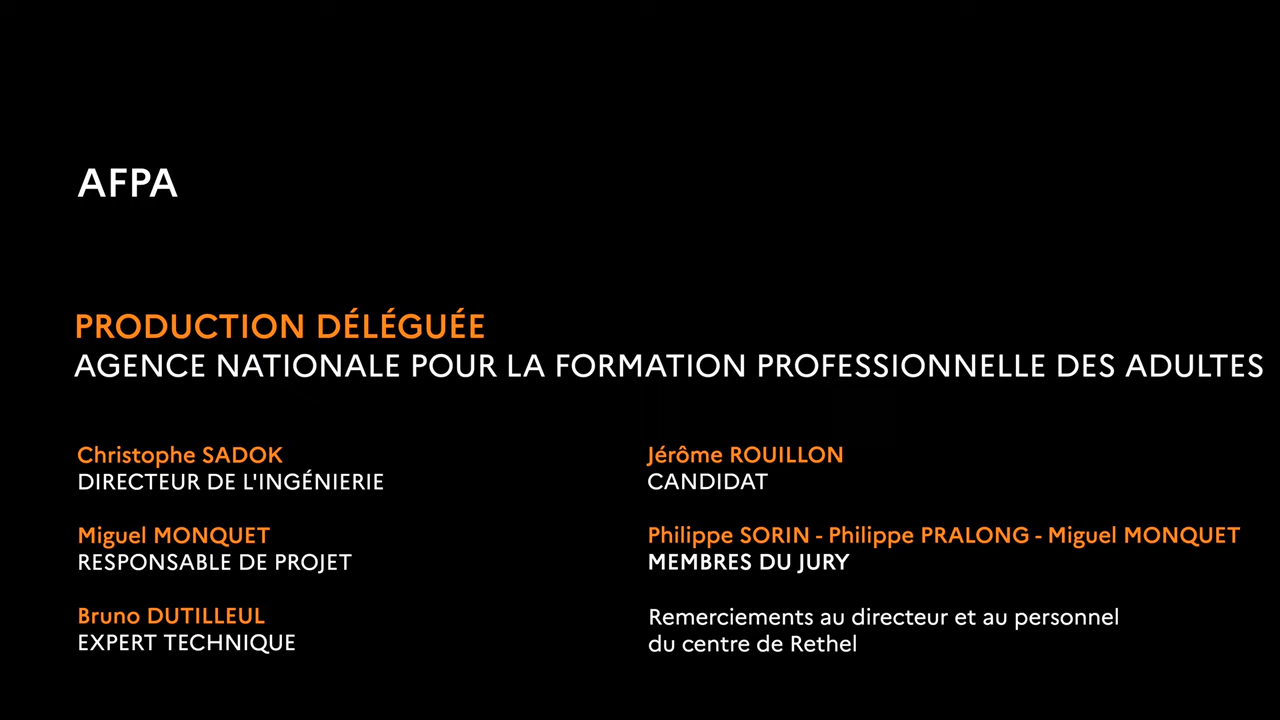 AFPA
PRODUCTION DÉLÉGUÉE
AGENCE NATIONALE POUR LA FORMATION PROFESSIONNELLE DES ADULTES
Christophe SADOK
DIRECTEUR DE L'INGÉNIERIE
Miguel MONQUET
RESPONSABLE DE PROJET
Bruno DUTILLEUL
EXPERT TECHNIQUE
Jérôme ROUILLON
CANDIDAT
Philippe SORIN - Philippe PRALONG - Miguel MONQUET
MEMBRES DU JURY
Remerciements au directeur et au personnel
du centre de Rethel